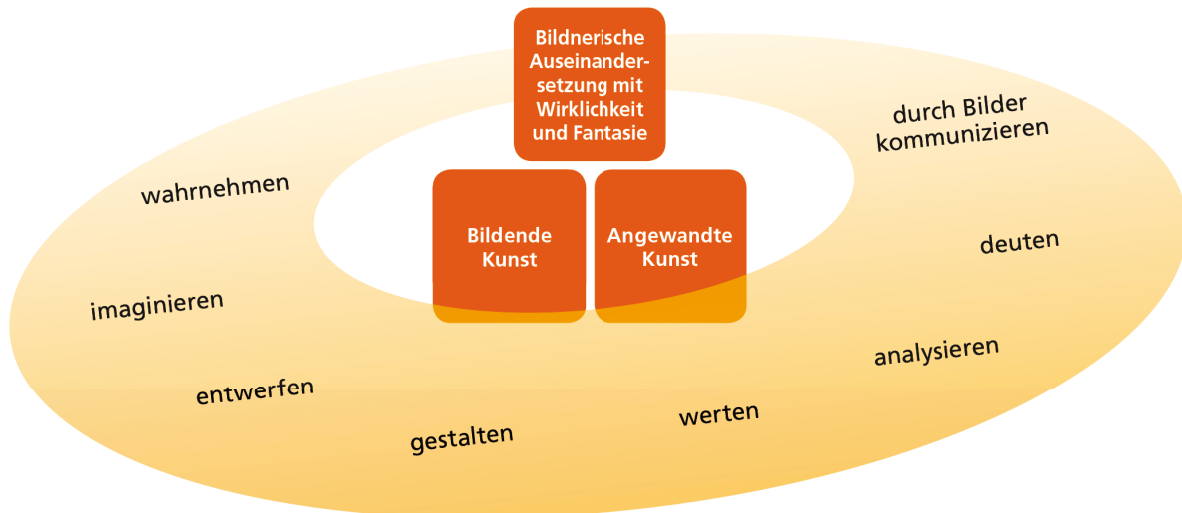 Bildnerische
Auseinander-
setzung mit
Wirklichkeit
und Fantasie
durch Bilder
kommunizieren
wahrnehmen
Bildende
Kunst
Angewandte
Kunst
deuten
imaginieren
analysieren
entwerfen
werten
gestalten